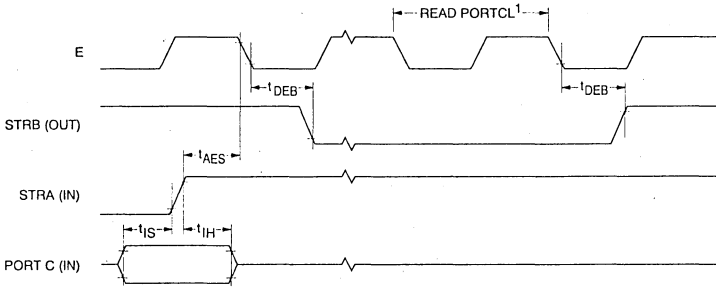 READ PORTCL1
E
tDEB
tDEB
STRB (OUT)
tAES
STRA (IN)
tIS
tIH
PORT C (IN)